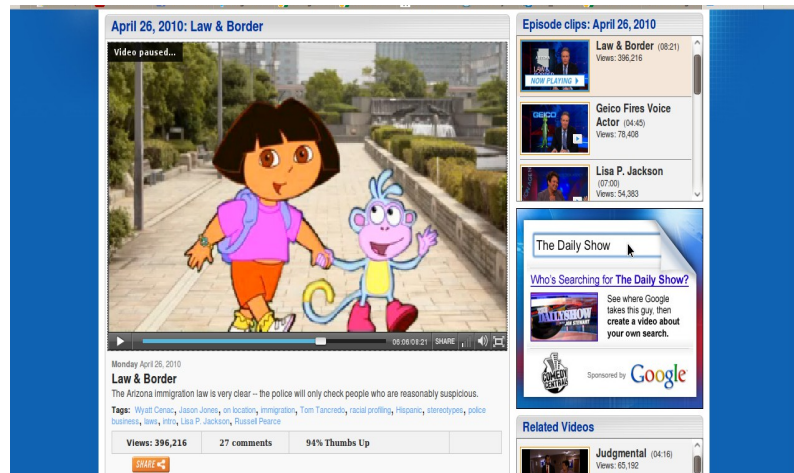 April 26, 2010: Law & Border
Video paused...
06:06/08:21 SHARE
Monday April 26, 2010
Law & Border
The Arizona immigration law is very clear -- the police will only check people who are reasonably suspicious.
Tags: Wyatt Cenac, Jason Jones, on location, immigration, Tom Tancredo, racial profiling, Hispanic, stereotypes, police
business, laws, intro, Lisa P. Jackson, Russell Pearce
Views: 396,216 27 comments 94% Thumbs Up
SHARE
Episode clips: April 26, 2010
Law & Border (08:21)
Views: 396,216
NOW PLAYING
Geico Fires Voice
Actor (04:45)
Views: 78,408
GEICO
Lisa P. Jackson
(07:00)
Views: 54,383
The Daily Show
Who's Searching for The Daily Show?
See where Google
takes this guy, then
create a video about
your own search.
DAILY SHOW
COMEDY
CENTRAL
Sponsored by Google
Related Videos
Judgmental (04:16)
Views: 65,192